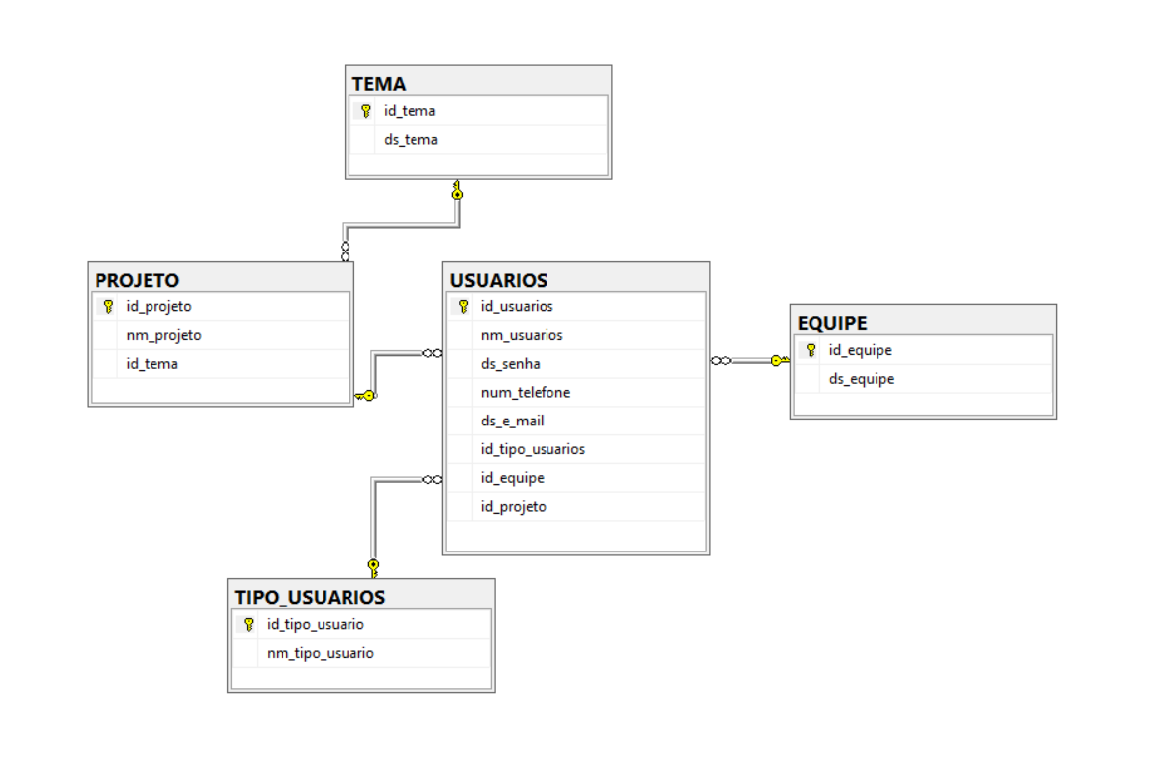 TEMA
id_tema
ds_tema
PROJETO
id_projeto
nm_projeto
id_tema
USUARIOS
id_usuarios
nm_usuarios
ds_senha
num_telefone
ds_e_mail
id_tipo_usuarios
id_equipe
id_projeto
EQUIPE
id_equipe
ds_equipe
TIPO_USUARIOS
id_tipo_usuario
nm_tipo_usuario